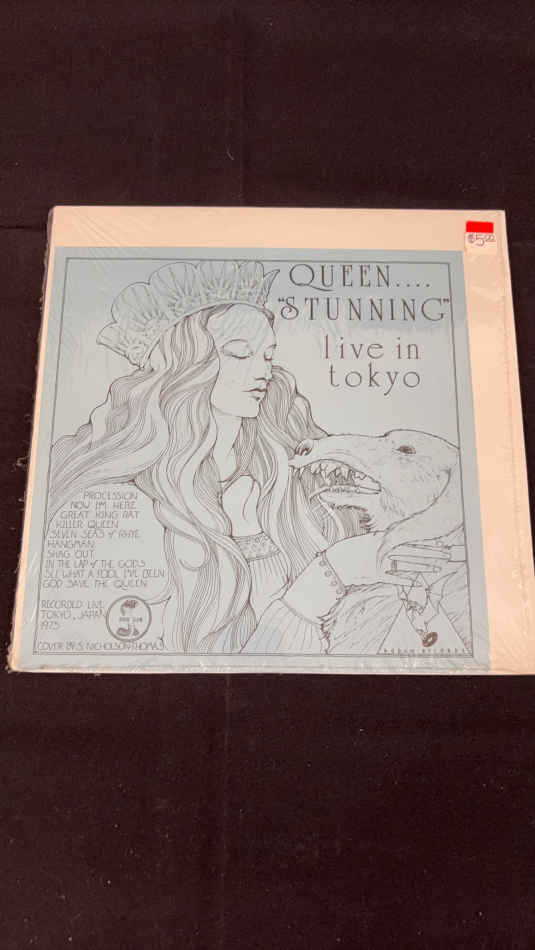 $5.00
QUEEN....
"STUNNING"
live in
tokyo
PROCESSION
NOW I'M HERE
GREAT KING RAT
KILLER QUEEN
SEVEN SEAS of RHYE
HANGMAN
SHAG OUT
IN THE LAP of THE GODS
SEE WHAT A FOOL I'VE BEEN
GOD SAVE THE QUEEN
RECORDED LIVE
TOKYO, JAPAN
1975
COVER BY: S. NICHOLSON-THOMAS
RECORDS